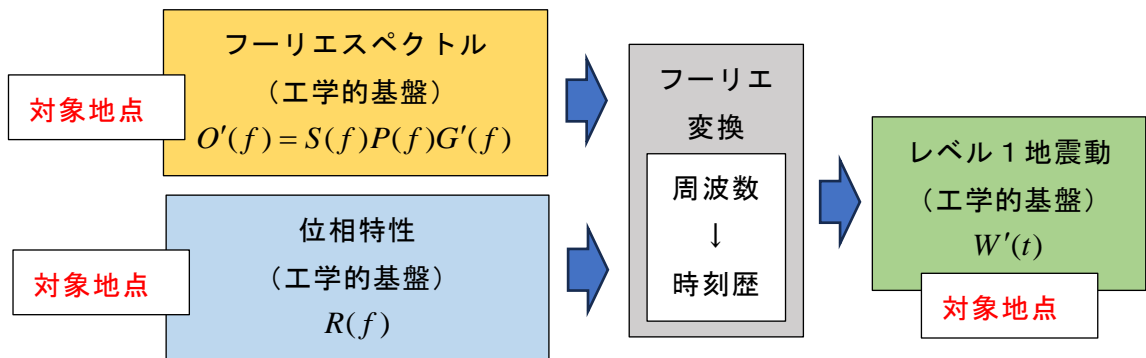 フーリエスペクトル
（工学的基盤）
O′(f) = S(f)P(f)G′(f)
対象地点
位相特性
（工学的基盤）
R(f)
対象地点
フーリエ
変換
周波数
↓
時刻歴
レベル１地震動
（工学的基盤）
W′(t)
対象地点